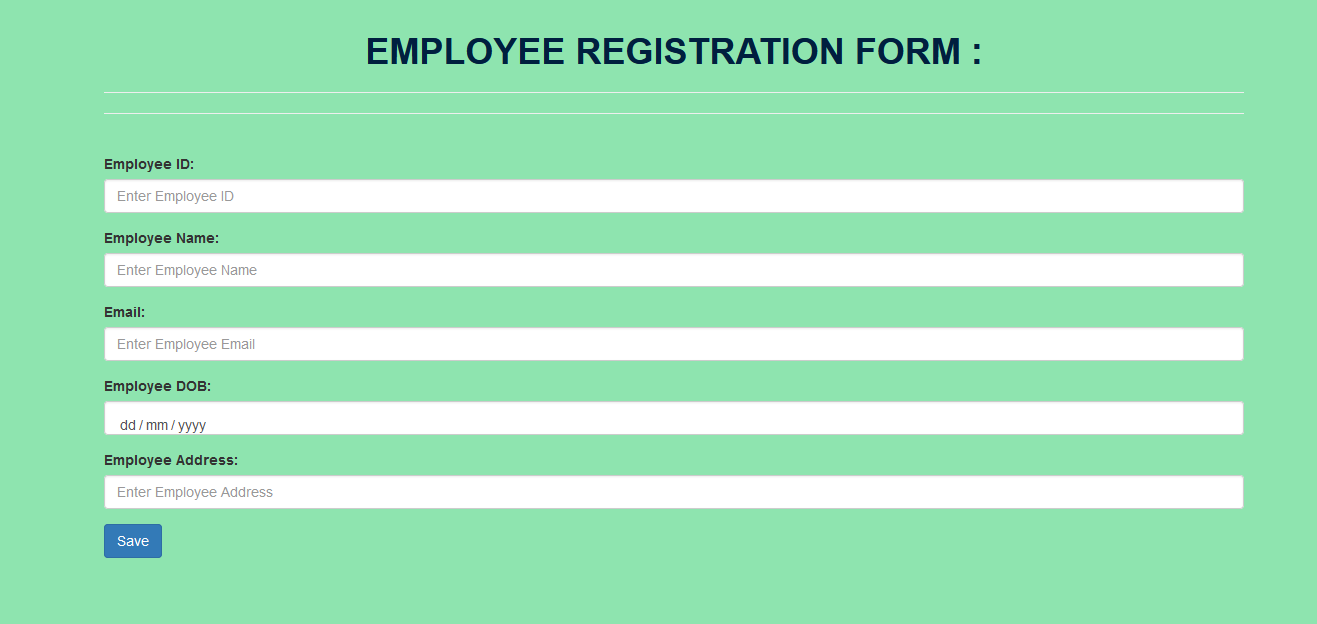 EMPLOYEE REGISTRATION FORM :
Employee ID:
Enter Employee ID
Employee Name:
Enter Employee Name
Email:
Enter Employee Email
Employee DOB:
dd / mm / yyyy
Employee Address:
Enter Employee Address
Save